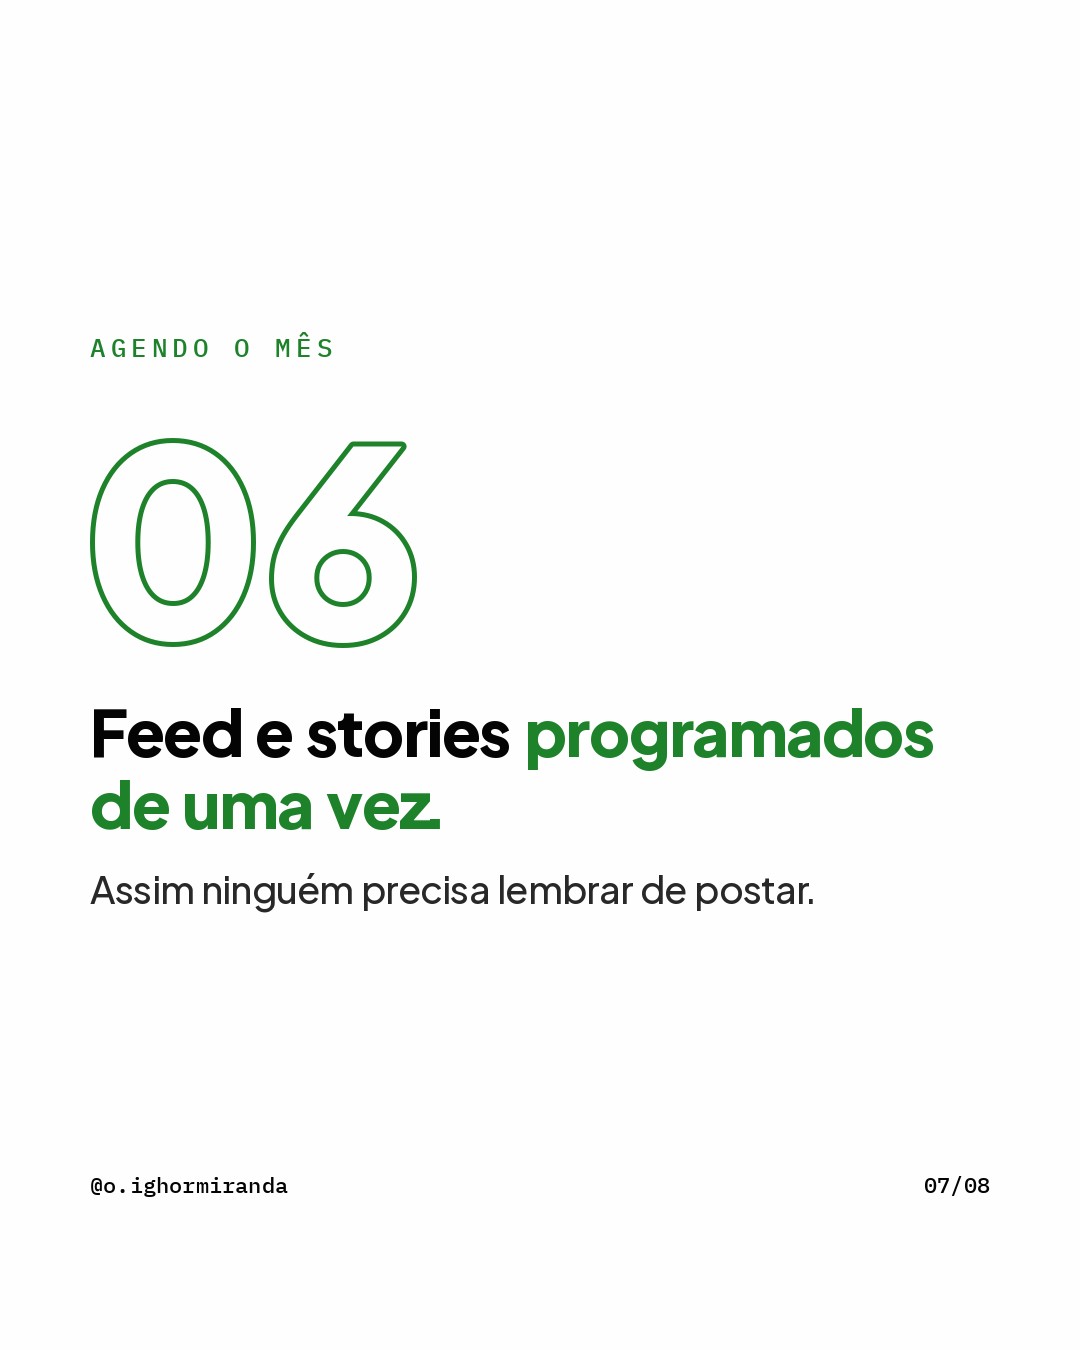 AGENDO O MÊS
06
Feed e stories programados
de uma vez.
Assim ninguém precisa lembrar de postar.
@o.ighormiranda
07/08